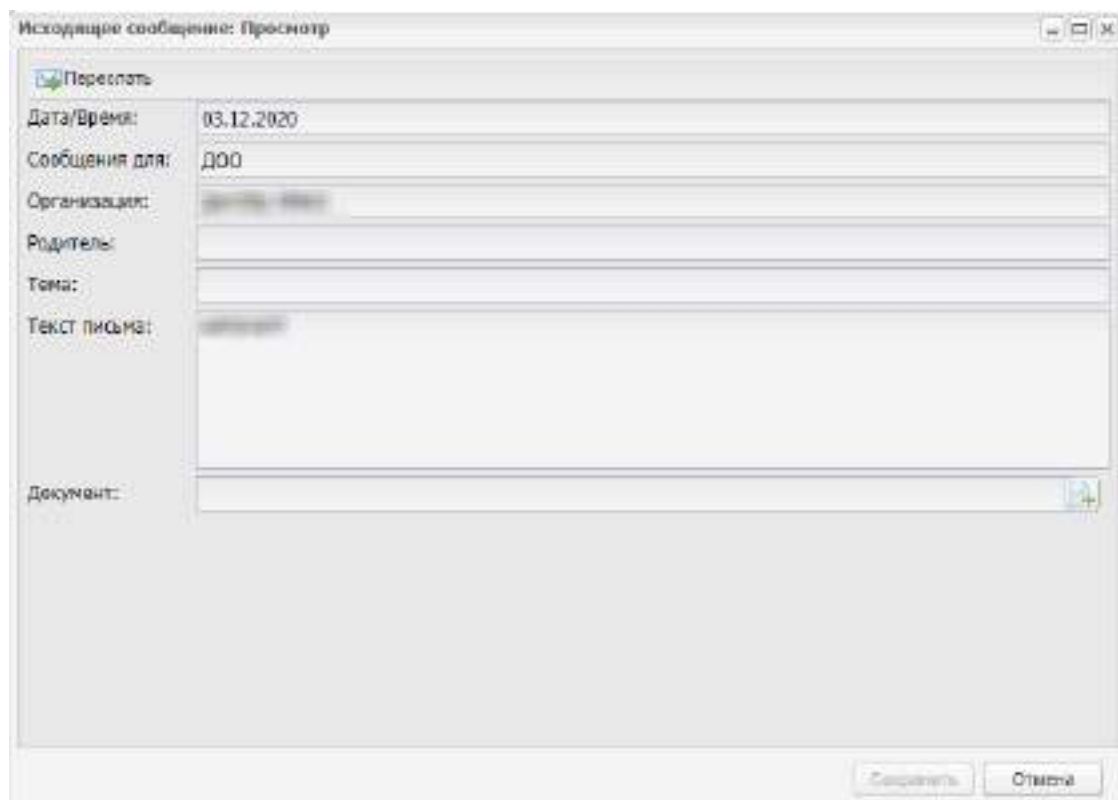 Исходящее сообщение: Просмотр
Переслать
Дата/Время: 03.12.2020
Сообщения для: ДОО
Организация:
Родитель:
Тема:
Текст письма:
Документ:
Сохранить Отмена